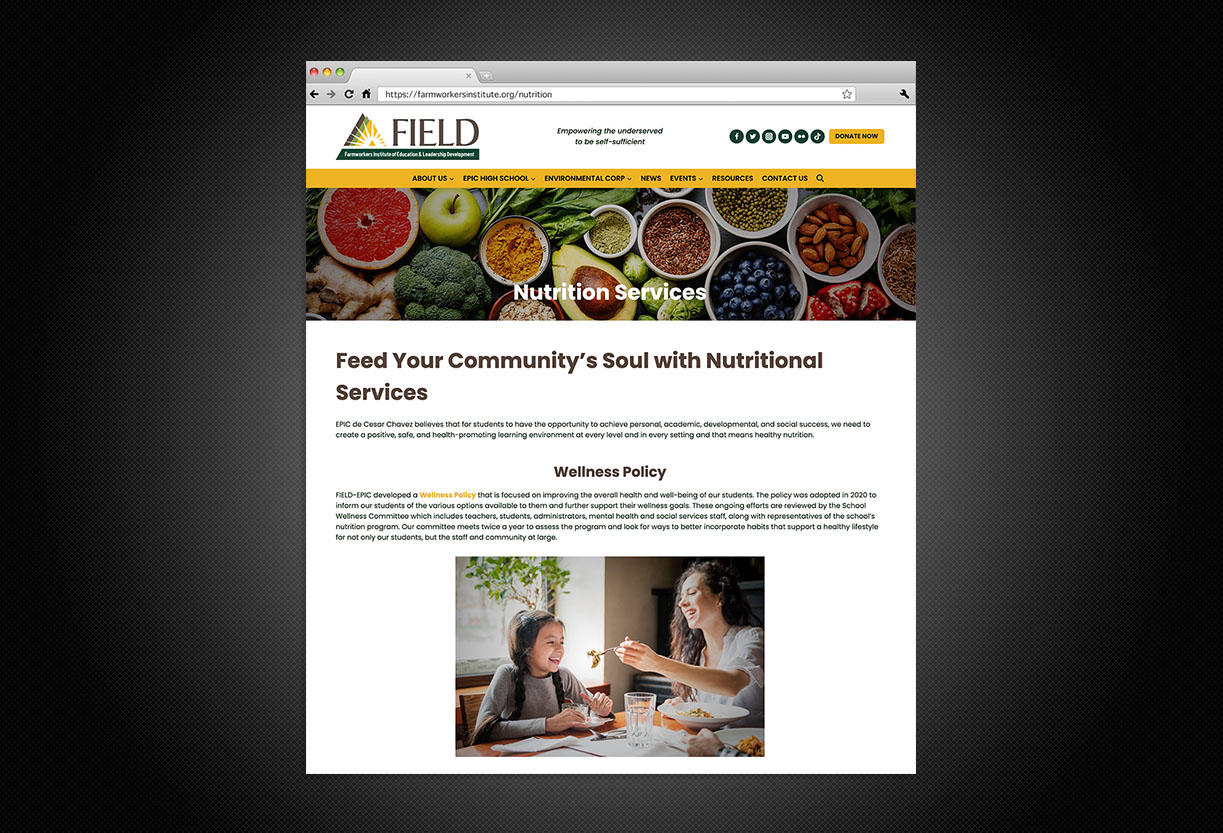 https://farmworkersinstitute.org/nutrition
FIELD
Farmworkers Institute of Education & Leadership Development
Empowering the underserved
to be self-sufficient
DONATE NOW
ABOUT US EPIC HIGH SCHOOL ENVIRONMENTAL CORP NEWS EVENTS RESOURCES CONTACT US
Nutrition Services
Feed Your Community’s Soul with Nutritional
Services
EPIC de Cesar Chavez believes that for students to have the opportunity to achieve personal, academic, developmental, and social success, we need to
create a positive, safe, and health-promoting learning environment at every level and in every setting and that means healthy nutrition.
Wellness Policy
FIELD-EPIC developed a Wellness Policy that is focused on improving the overall health and well-being of our students. The policy was adopted in 2020 to
inform our students of the various options available to them and further support their wellness goals. These ongoing efforts are reviewed by the School
Wellness Committee which includes teachers, students, administrators, mental health and social services staff, along with representatives of the school’s
nutrition program. Our committee meets twice a year to assess the program and look for ways to better incorporate habits that support a healthy lifestyle
for not only our students, but the staff and community at large.